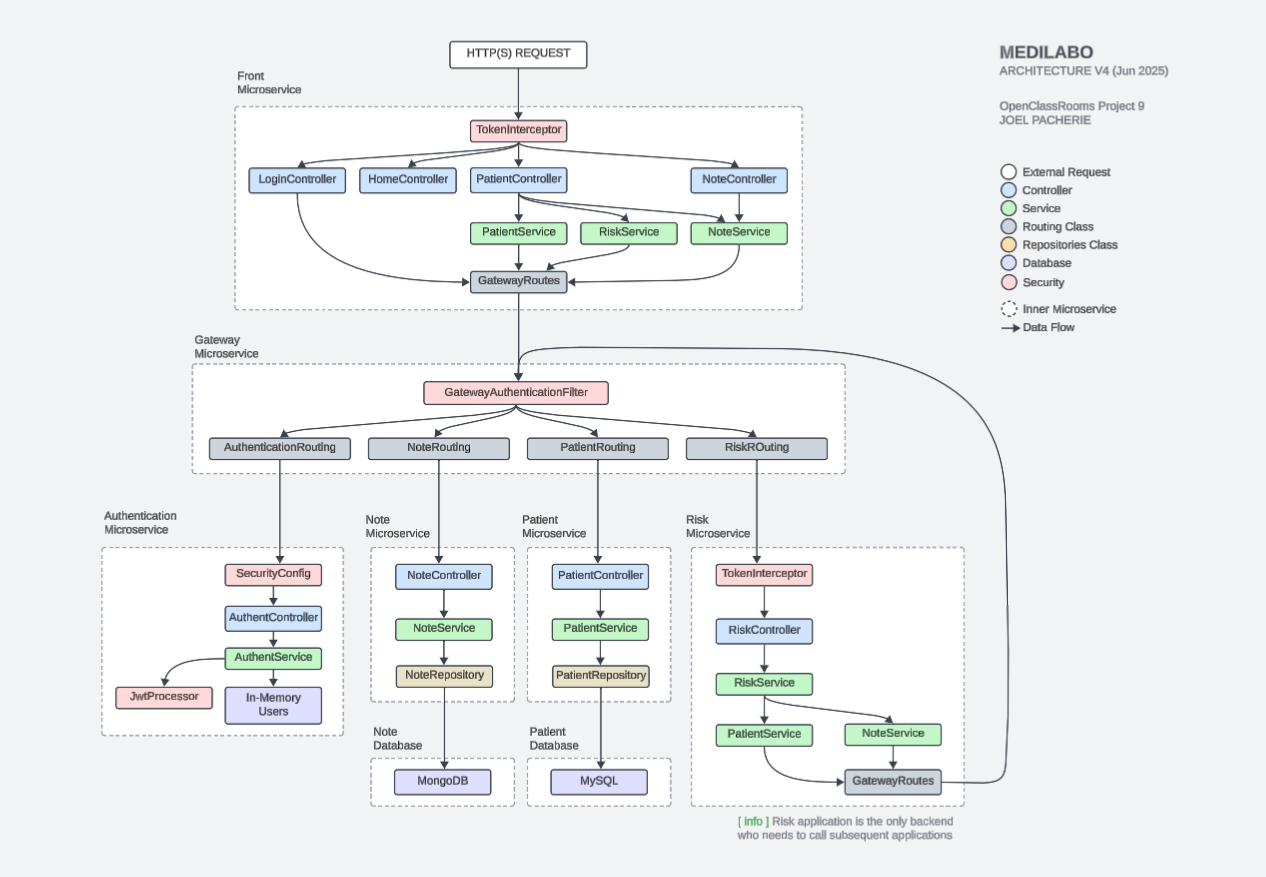 HTTP(S) REQUEST
MEDILABO
ARCHITECTURE V4 (Jun 2025)
OpenClassRooms Project 9
JOEL PACHERIE
External Request
Controller
Service
Routing Class
Repositories Class
Database
Security
Inner Microservice
Data Flow
Front
Microservice
TokenInterceptor
LoginController
HomeController
PatientController
NoteController
PatientService
RiskService
NoteService
GatewayRoutes
Gateway
Microservice
GatewayAuthenticationFilter
AuthenticationRouting
NoteRouting
PatientRouting
RiskROuting
Authentication
Microservice
SecurityConfig
AuthentController
AuthentService
JwtProcessor
In-Memory
Users
Note
Microservice
NoteController
NoteService
NoteRepository
Note
Database
MongoDB
Patient
Microservice
PatientController
PatientService
PatientRepository
Patient
Database
MySQL
Risk
Microservice
TokenInterceptor
RiskController
RiskService
PatientService
NoteService
GatewayRoutes
[ info ] Risk application is the only backend
who needs to call subsequent applications